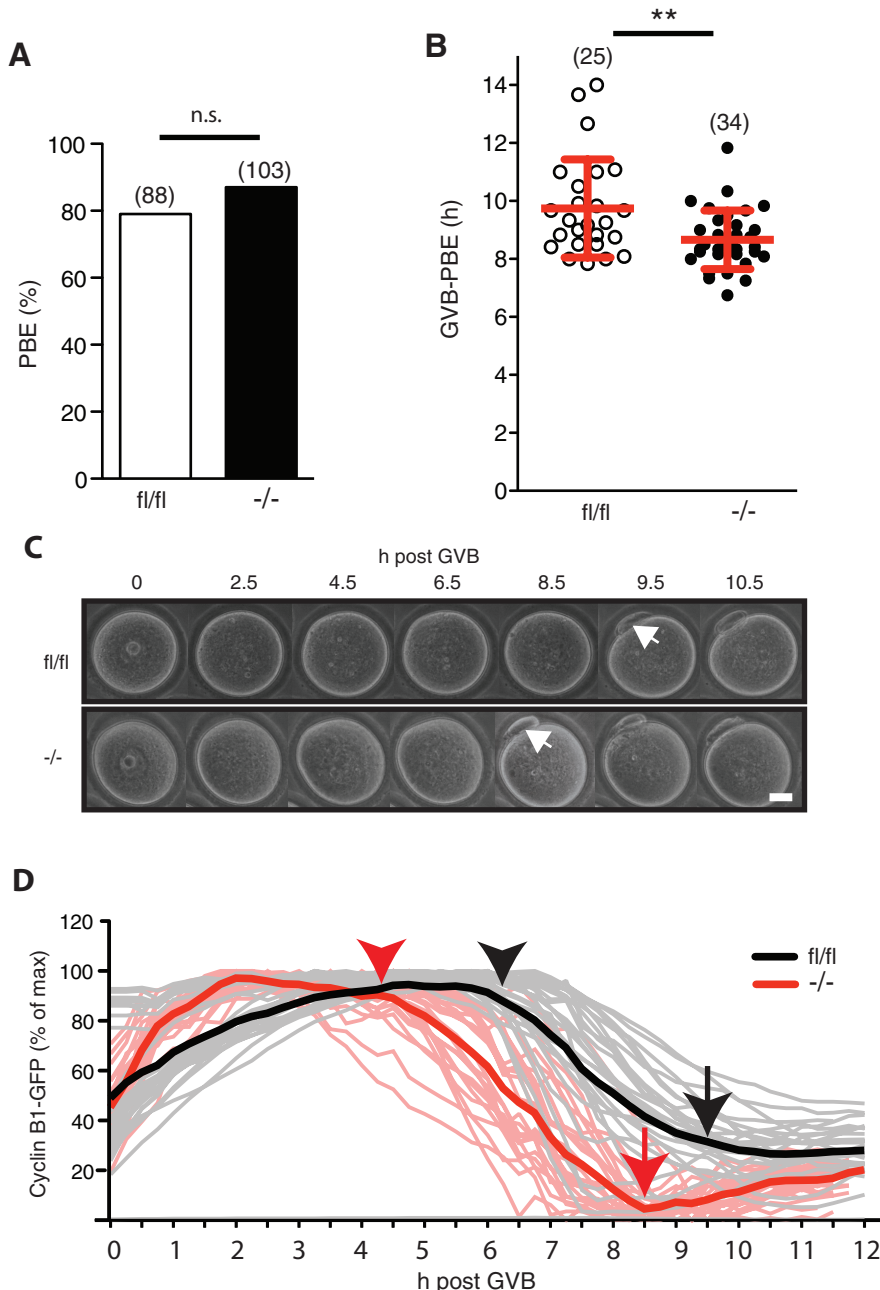 A
n.s.
(88)
(103)
PBE (%)
100
80
60
40
20
0
fl/fl
-/-
B
**
(25)
(34)
GVB-PBE (h)
14
12
10
8
6
4
2
0
fl/fl
-/-
C
h post GVB
0 2.5 4.5 6.5 8.5 9.5 10.5
fl/fl
-/-
D
Cyclin B1-GFP (% of max)
120
100
80
60
40
20
fl/fl
-/-
0 1 2 3 4 5 6 7 8 9 10 11 12
h post GVB